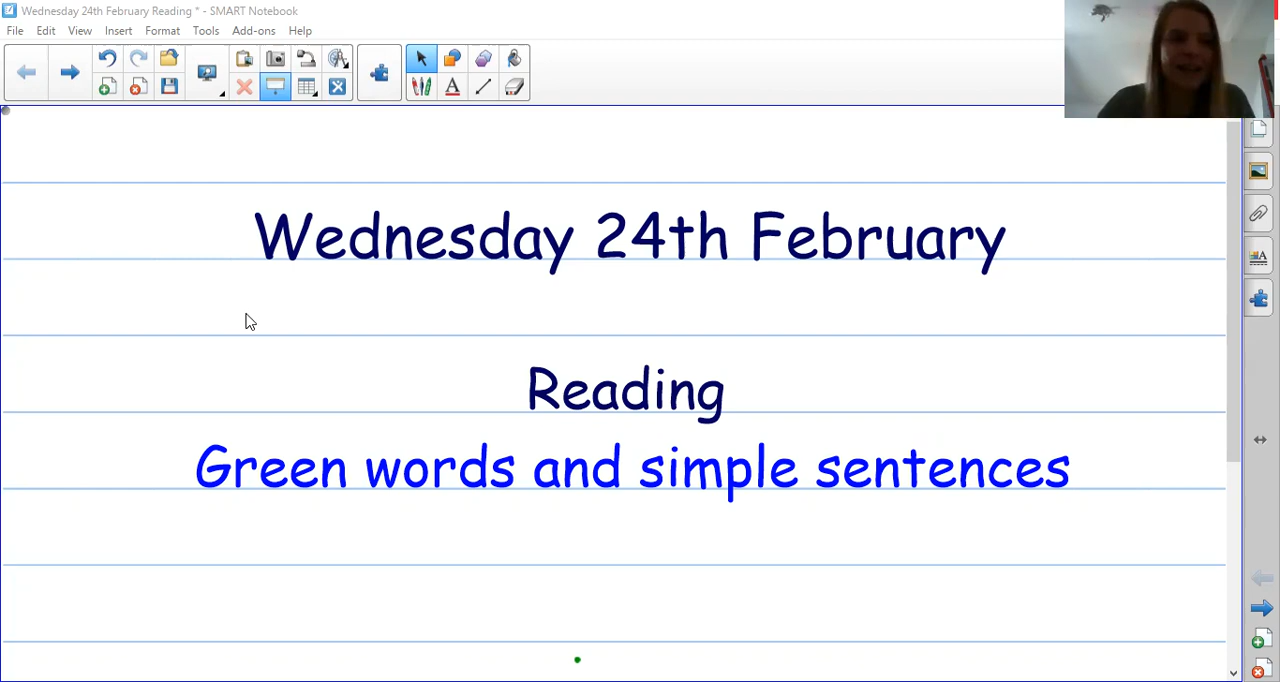 Wednesday 24th February Reading * - SMART Notebook
File Edit View Insert Format Tools Add-ons Help
Wednesday 24th February
Reading
Green words and simple sentences